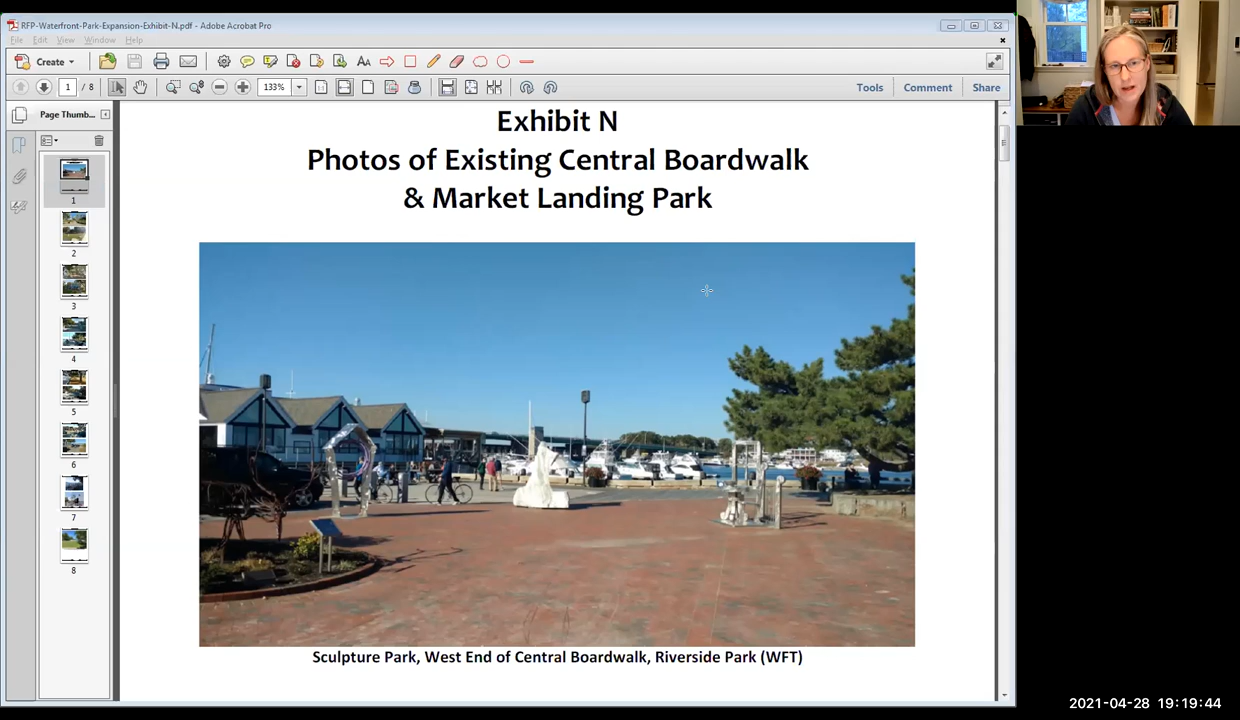 RFP-Waterfront-Park-Expansion-Exhibit-N.pdf - Adobe Acrobat Pro
File Edit View Window Help
Create
1 / 8 133% Tools Comment Share
Page Thumb...
1
2
3
4
5
6
7
8
Exhibit N
Photos of Existing Central Boardwalk
& Market Landing Park
Sculpture Park, West End of Central Boardwalk, Riverside Park (WFT)
2021-04-28 19:19:44